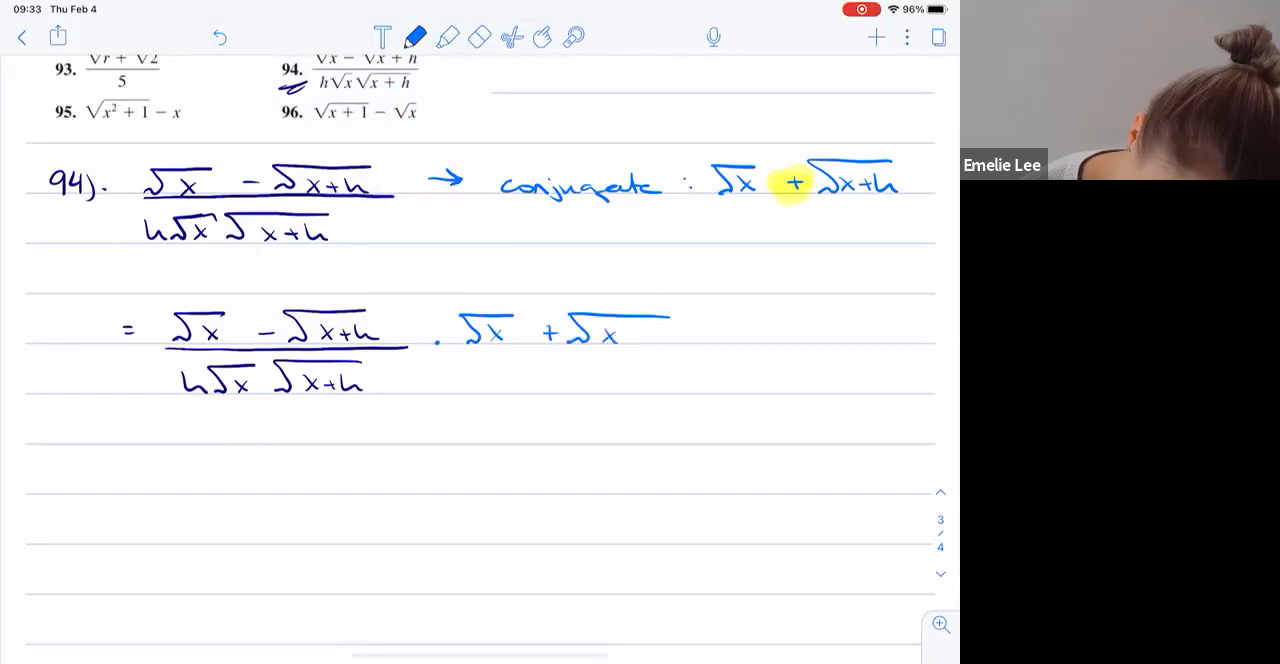 09:33 Thu Feb 4
96%
T
93. √r + √2 / 5
94. √x − √x + h / h√x√x + h
95. √x² + 1 − x
96. √x + 1 − √x
94). √x − √x+h / h√x √x+h → conjugate : √x + √x+h
Emelie Lee
= √x − √x+h / h√x √x+h . √x + √x
3 / 4